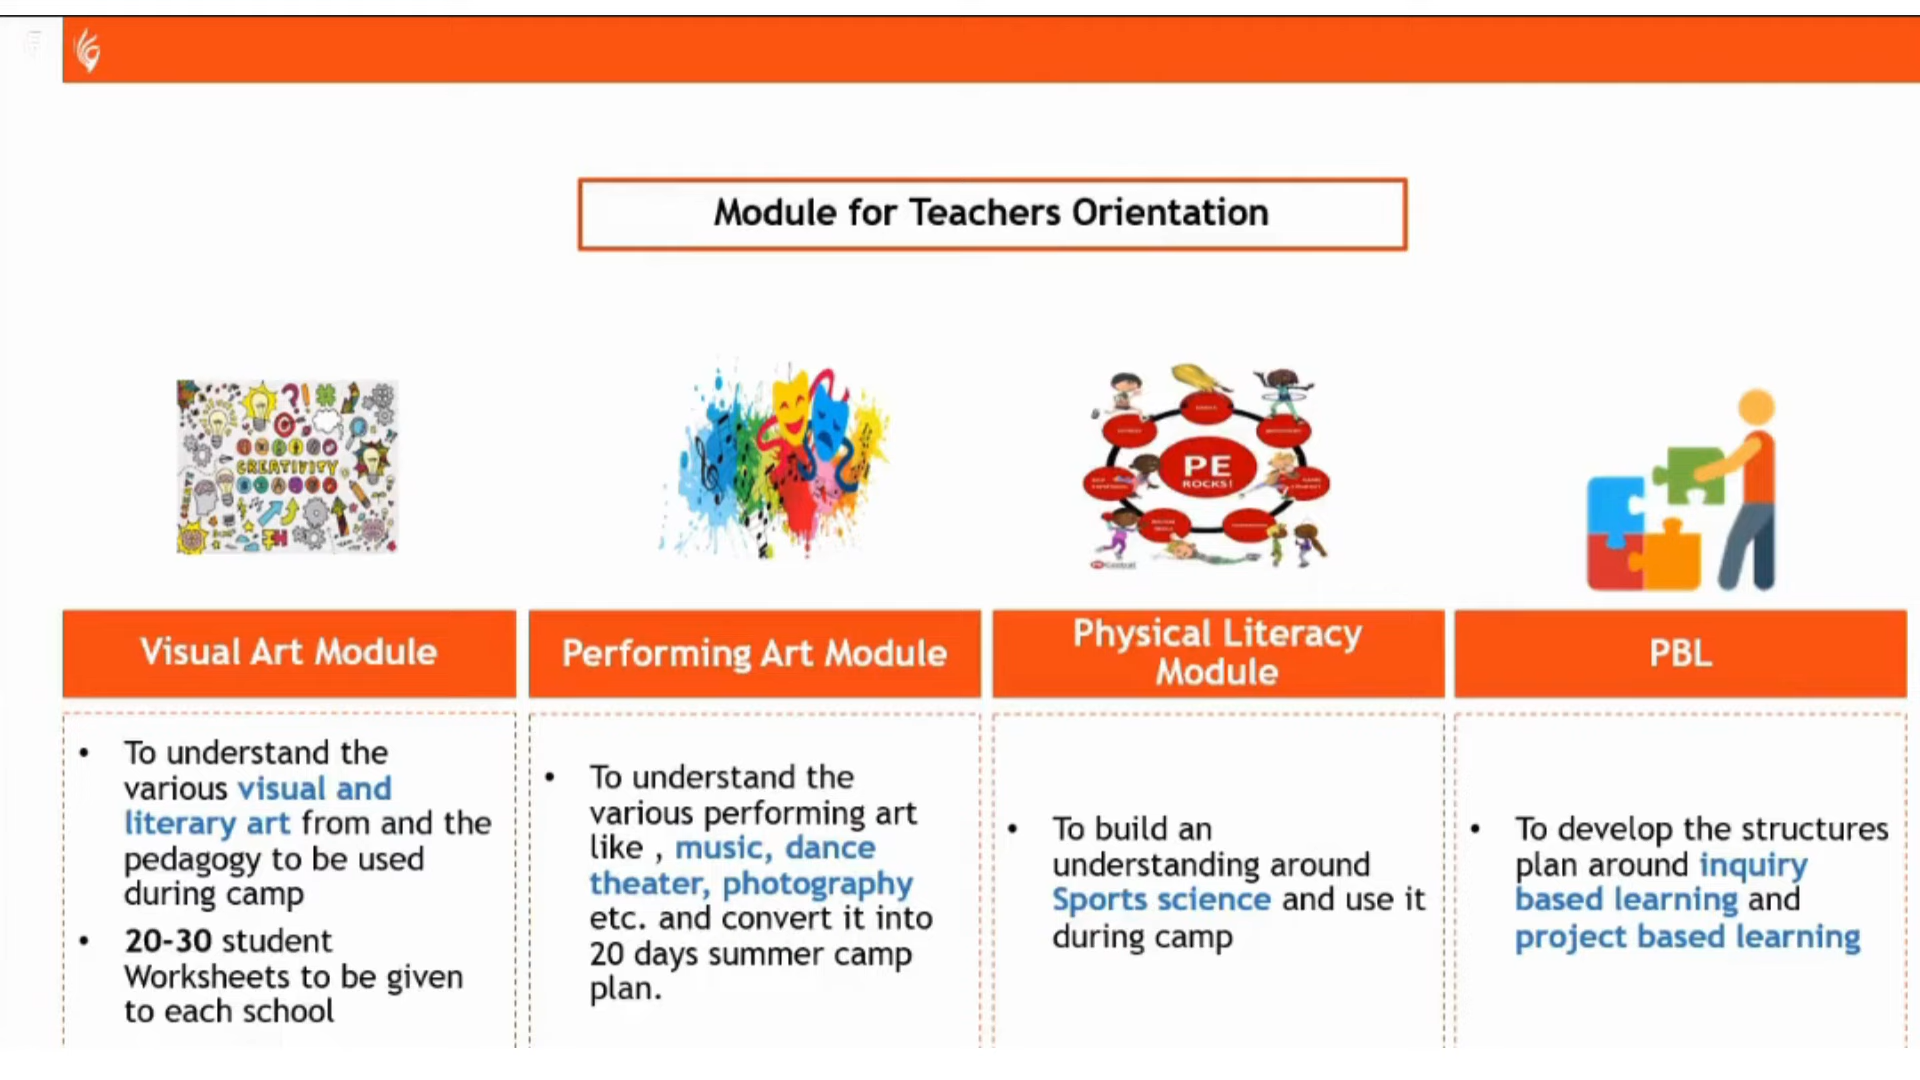 Module for Teachers Orientation
CREATIVITY
PE
ROCKS!
Visual Art Module
Performing Art Module
Physical Literacy
Module
PBL
• To understand the
various visual and
literary art from and the
pedagogy to be used
during camp
• 20-30 student
Worksheets to be given
to each school
• To understand the
various performing art
like , music, dance
theater, photography
etc. and convert it into
20 days summer camp
plan.
• To build an
understanding around
Sports science and use it
during camp
• To develop the structures
plan around inquiry
based learning and
project based learning